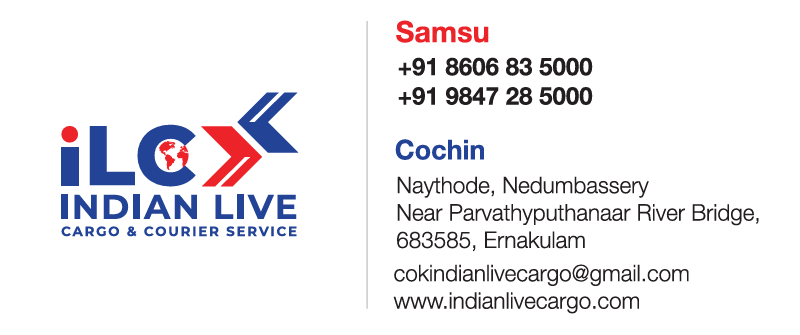 iLC
INDIAN LIVE
CARGO & COURIER SERVICE
Samsu
+91 8606 83 5000
+91 9847 28 5000
Cochin
Naythode, Nedumbassery
Near Parvathyputhanaar River Bridge,
683585, Ernakulam
cokindianlivecargo@gmail.com
www.indianlivecargo.com